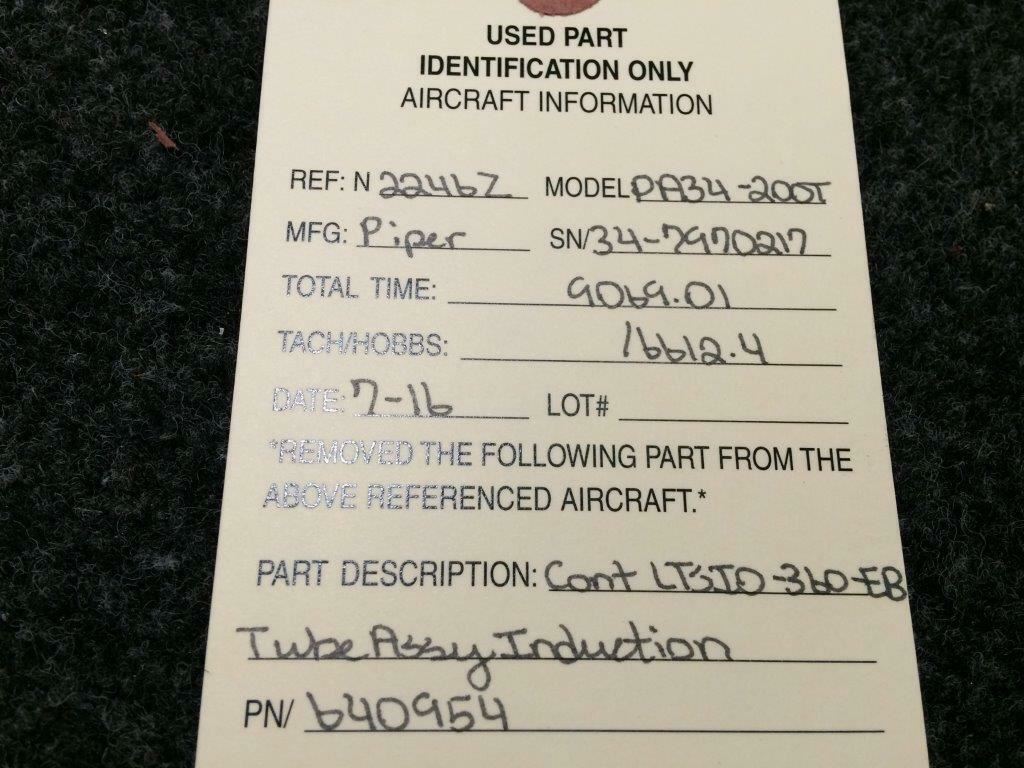 USED PART
IDENTIFICATION ONLY
AIRCRAFT INFORMATION
REF: N 2246Z MODEL PA34-200T
MFG: Piper SN/34-7970217
TOTAL TIME: 9069.01
TACH/HOBBS: 16612.4
DATE: 7-16 LOT#
*REMOVED THE FOLLOWING PART FROM THE
ABOVE REFERENCED AIRCRAFT.*
PART DESCRIPTION: Cont LTSIO-360-EB
Tube Assy Induction
PN/ 640954